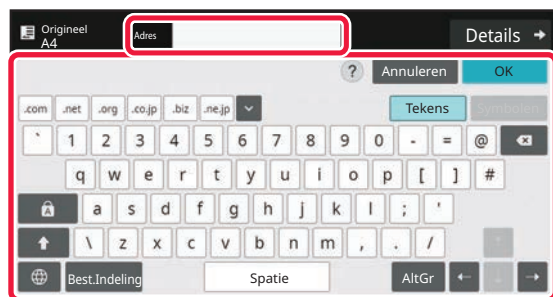 Origineel
A4
Adres
Details →
? Annuleren OK
.com .net .org .co.jp .biz .ne.jp Tekens Symbolen
` 1 2 3 4 5 6 7 8 9 0 - = @
q w e r t y u i o p [ ] #
A a s d f g h j k l ; '
\ z x c v b n m , . /
Best.Indeling Spatie AltGr ← ↓ →